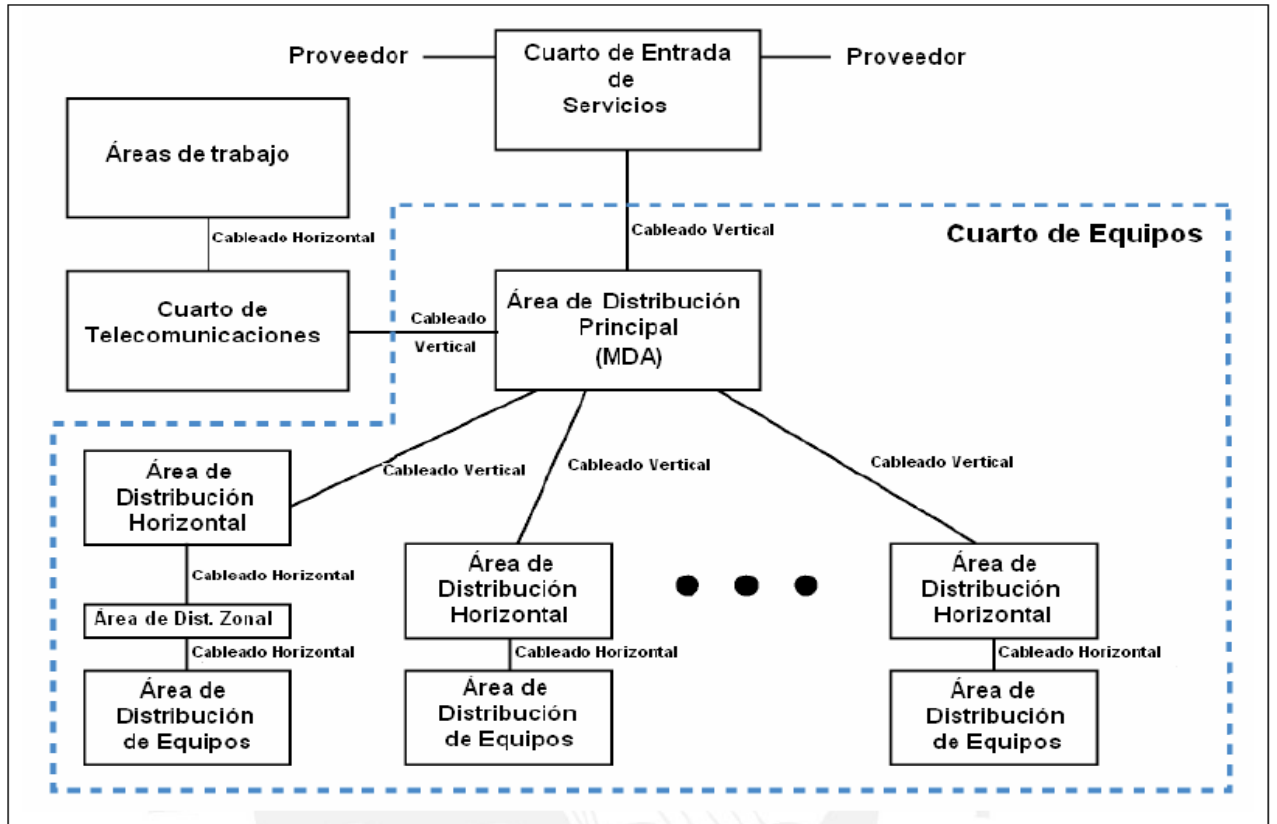 Proveedor
Cuarto de Entrada
de
Servicios
Proveedor
Áreas de trabajo
Cableado Horizontal
Cableado Vertical
Cuarto de Equipos
Cuarto de
Telecomunicaciones
Cableado
Vertical
Área de Distribución
Principal
(MDA)
Cableado Vertical
Cableado Vertical
Cableado Vertical
Área de
Distribución
Horizontal
Cableado Horizontal
Área de Dist. Zonal
Cableado Horizontal
Área de
Distribución
de Equipos
Área de
Distribución
Horizontal
Cableado Horizontal
Área de
Distribución
de Equipos
Área de
Distribución
Horizontal
Cableado Horizontal
Área de
Distribución
de Equipos